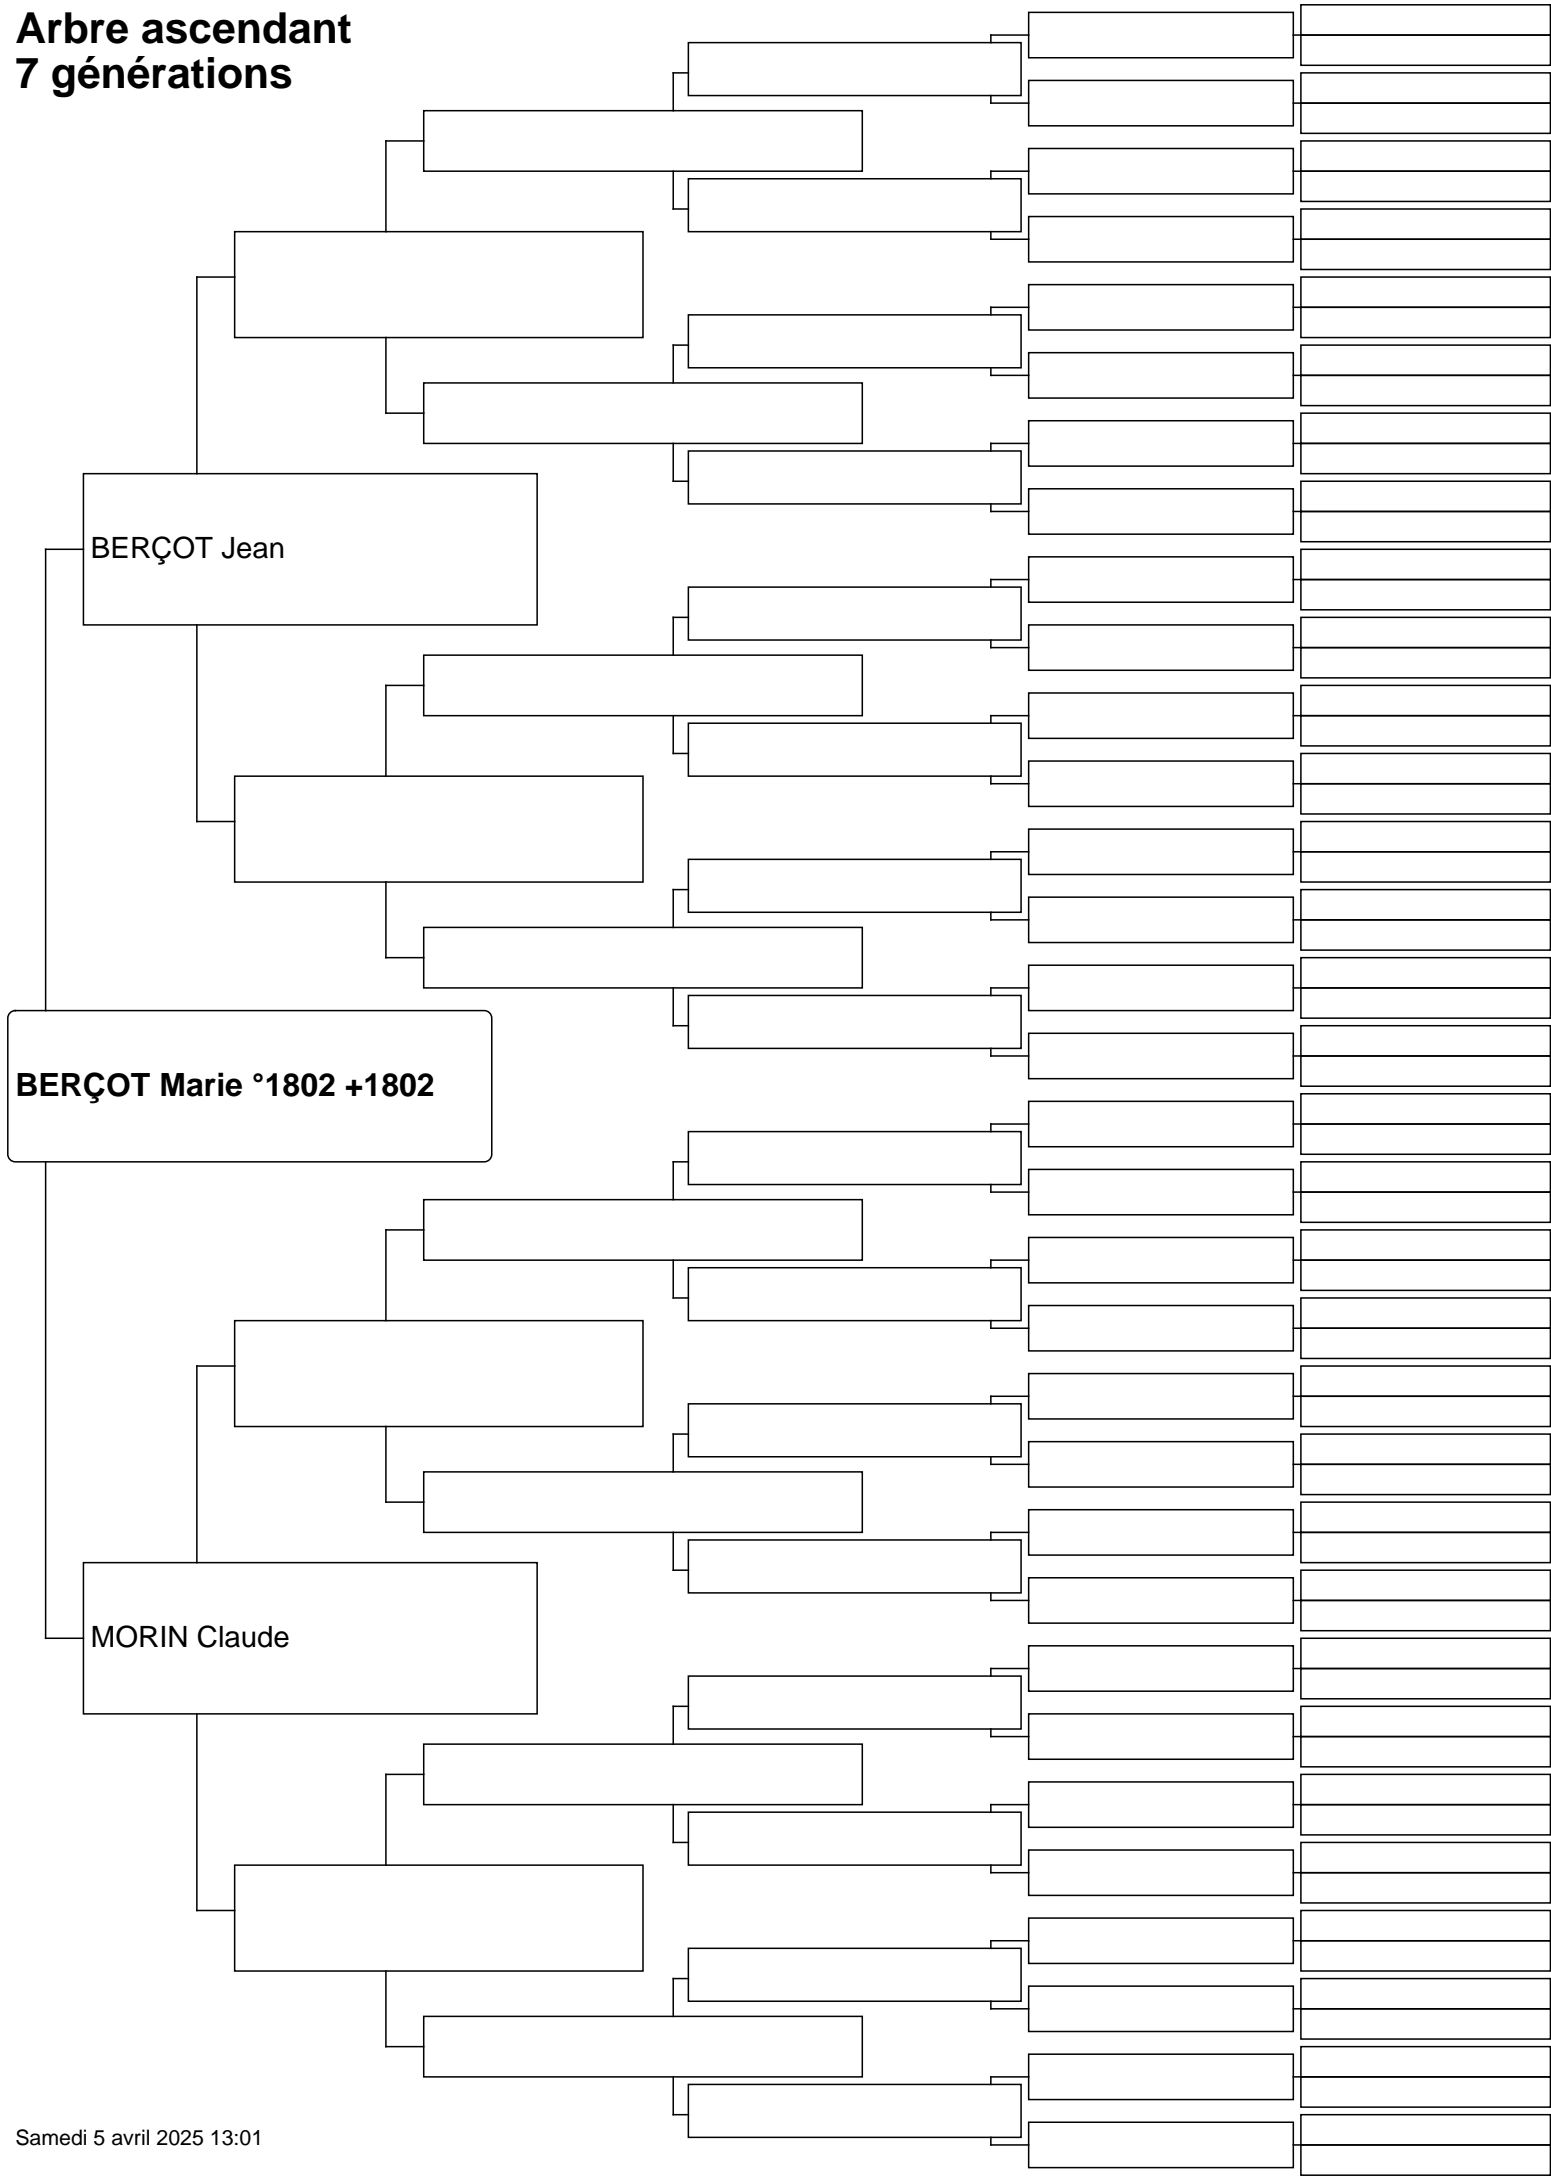 Arbre ascendant
7 générations
BERÇOT Jean
BERÇOT Marie °1802 +1802
MORIN Claude
Samedi 5 avril 2025 13:01